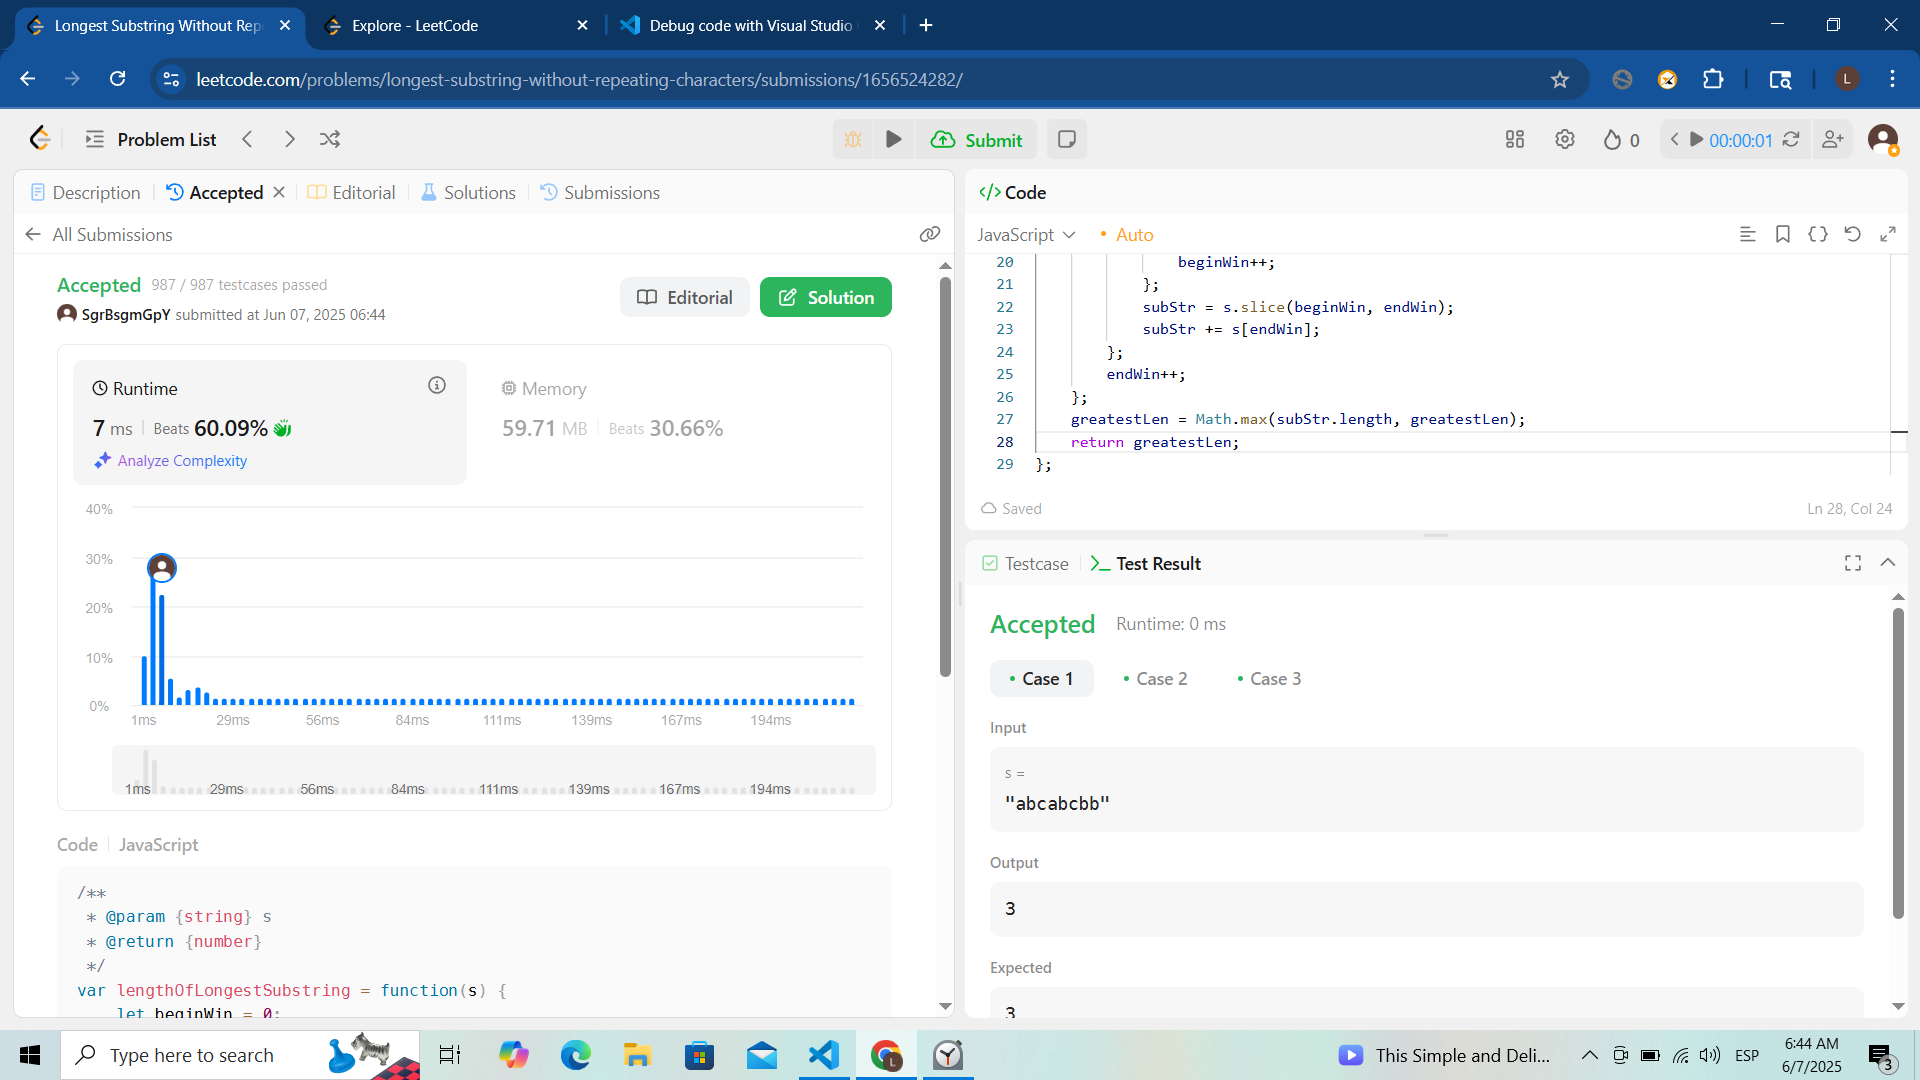 Longest Substring Without Rep
Explore - LeetCode
Debug code with Visual Studio
leetcode.com/problems/longest-substring-without-repeating-characters/submissions/1656524282/
L
Problem List
Submit
0
00:00:01
Description
Accepted
Editorial
Solutions
Submissions
All Submissions
Accepted 987 / 987 testcases passed
SgrBsgmGpY submitted at Jun 07, 2025 06:44
Editorial
Solution
Runtime
7 ms Beats 60.09%
Analyze Complexity
Memory
59.71 MB Beats 30.66%
40%
30%
20%
10%
0%
1ms 29ms 56ms 84ms 111ms 139ms 167ms 194ms
1ms 29ms 56ms 84ms 111ms 139ms 167ms 194ms
Code JavaScript
/**
* @param {string} s
* @return {number}
*/
var lengthOfLongestSubstring = function(s) {
let beginWin = 0;
</> Code
JavaScript
Auto
20 beginWin++;
21 };
22 subStr = s.slice(beginWin, endWin);
23 subStr += s[endWin];
24 };
25 endWin++;
26 };
27 greatestLen = Math.max(subStr.length, greatestLen);
28 return greatestLen;
29 };
Saved
Ln 28, Col 24
Testcase
Test Result
Accepted Runtime: 0 ms
Case 1
Case 2
Case 3
Input
s =
"abcabcbb"
Output
3
Expected
3
Type here to search
L
This Simple and Deli...
ESP
6:44 AM
6/7/2025
3